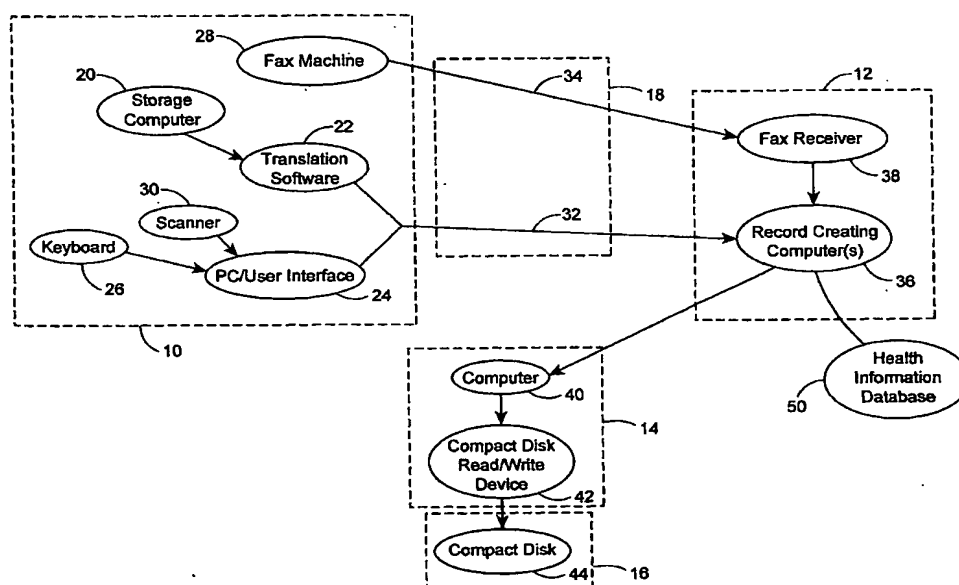 28
Fax Machine
20
Storage
Computer
22
Translation
Software
30
Scanner
Keyboard
26
PC/User Interface
24
10
34
18
32
12
Fax Receiver
38
Record Creating
Computer(s)
36
Health
Information
Database
50
Computer
40
14
Compact Disk
Read/Write
Device
42
Compact Disk
44
16